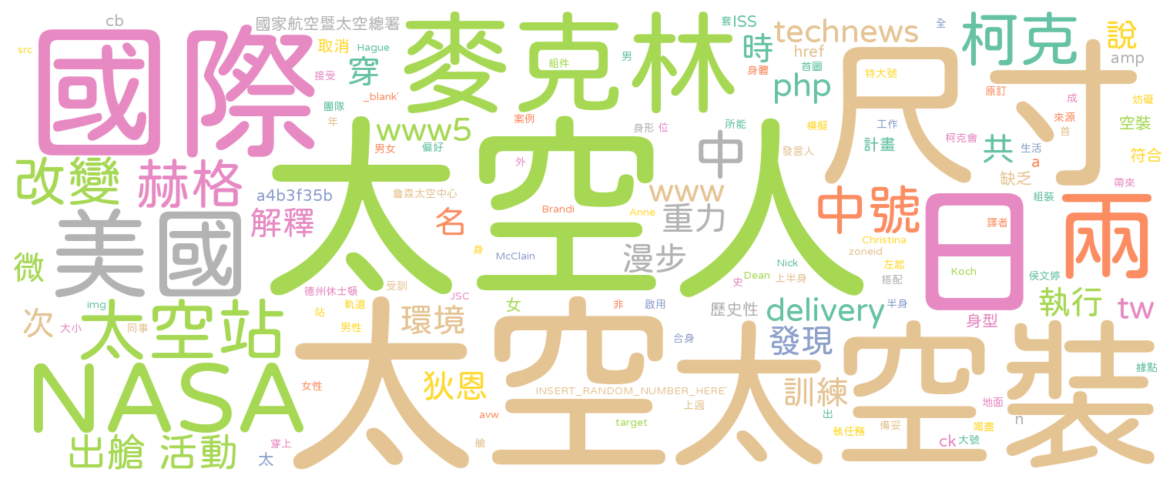 cb
國家航空暨太空總署
src
取消
Hague
接受
穿
團隊
_blank'
年
國際
麥克林
組件
男
套
ISS
時
身體
首圖
technews
href
php
全
柯克
說
amp
特大號
尺寸
原訂
成
妨礙
來源
首
空裝
www5
男女
偏好
案例
外
身形
位
所能
模擬
發言人
工作
計畫
柯克會
共
生活
a
符合
缺乏
帶來
改變
赫格
a4b3f35b
詹森太空中心
解釋
名
太空人
Brandi
Anne
www
中
重力
中號
日
譯者
組裝
兩
美國
McClain
身
漫步
Nick
Dean
上半身
史
Christina
zoneid
左起
搭配
Koch
侯文婷
微
img
德州休士頓
受訓
軌道
JSC
站
男性
女
非
啟用
歷史性
delivery
半身
身型
執行
tw
次
大小
同事
太空站
環境
合身
發現
據點
NASA
女性
狄恩
太空太空裝
INSERT_RANDOM_NUMBER_HERE'
上週
訓練
地面
avw
target
出
執任務
備妥
n
出艙
活動
穿上
太
艙
ck
大號
竭盡